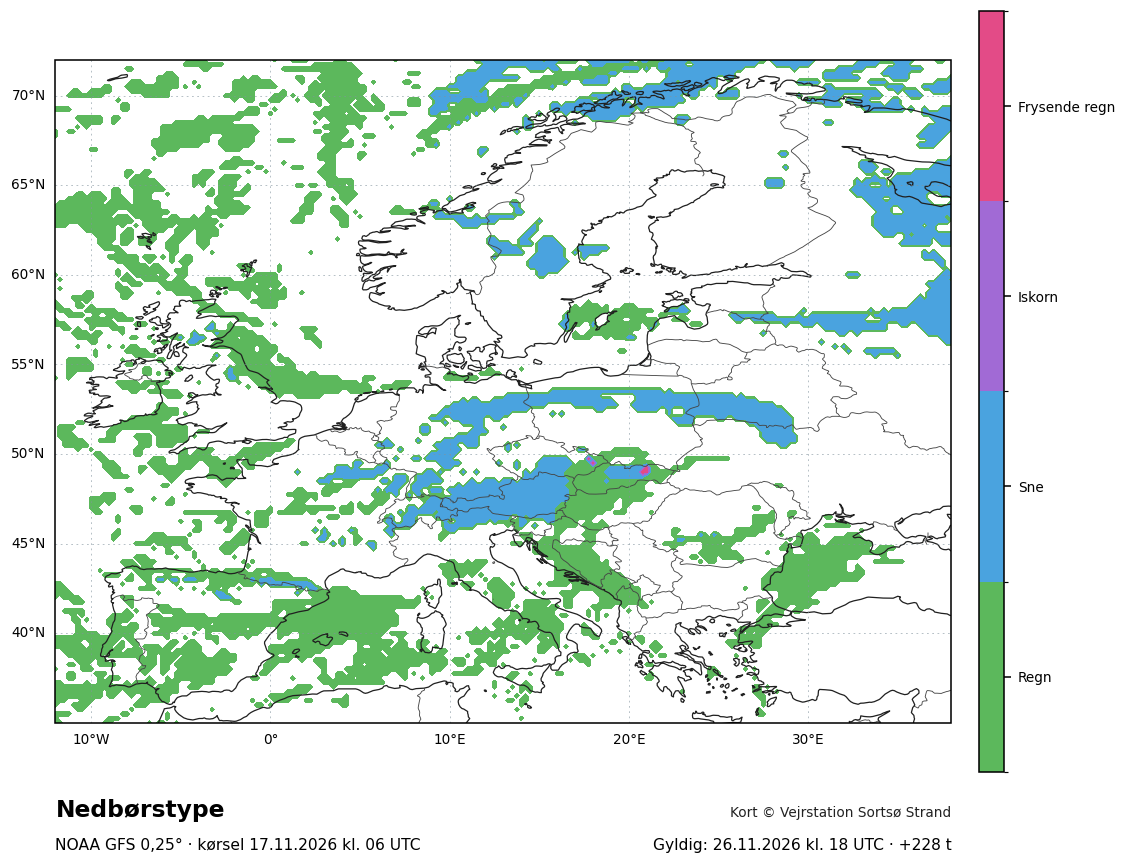 70°N
65°N
60°N
55°N
50°N
45°N
40°N
10°W
0°
10°E
20°E
30°E
Frysende regn
Iskorn
Sne
Regn
Nedbørstype
Kort © Vejrstation Sortsø Strand
NOAA GFS 0,25° · kørsel 17.11.2026 kl. 06 UTC
Gyldig: 26.11.2026 kl. 18 UTC · +228 t